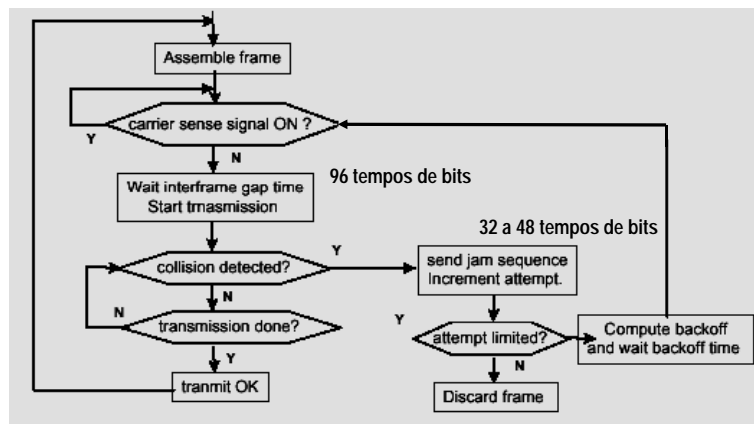 Assemble frame
carrier sense signal ON ?
Y
N
96 tempos de bits
Wait interframe gap time
Start trnasmission
32 a 48 tempos de bits
collision detected?
Y
send jam sequence
Increment attempt.
N
N
transmission done?
Y
attempt limited?
Compute backoff
and wait backoff time
Y
N
tranmit OK
Discard frame